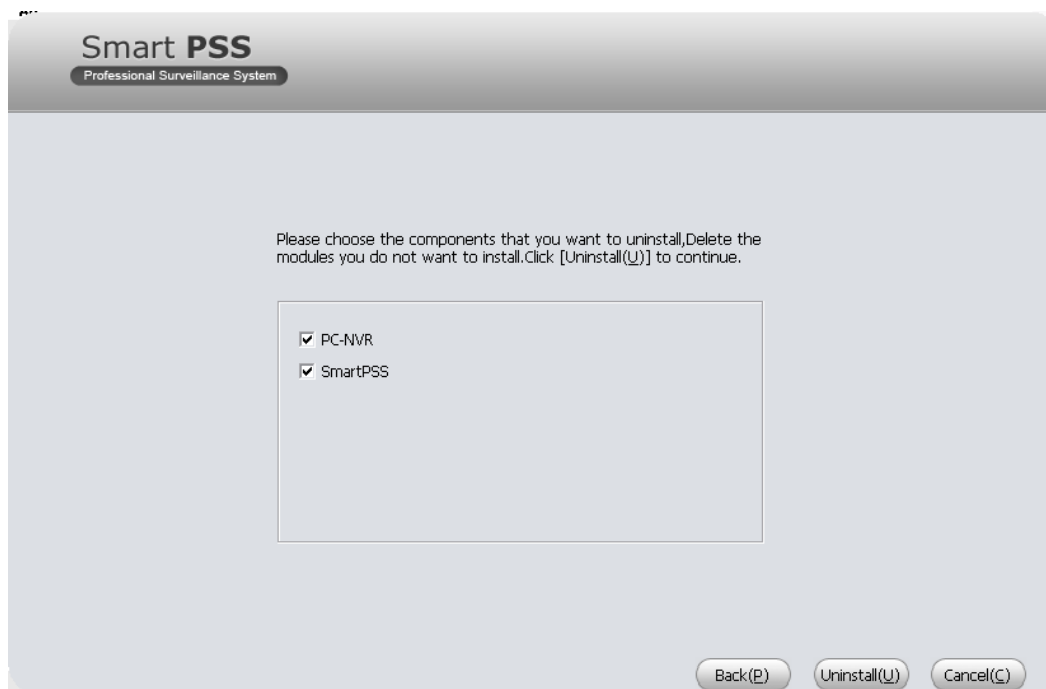 Smart PSS
Professional Surveillance System
Please choose the components that you want to uninstall,Delete the
modules you do not want to install.Click [Uninstall(U)] to continue.
PC-NVR
SmartPSS
Back(P)
Uninstall(U)
Cancel(C)